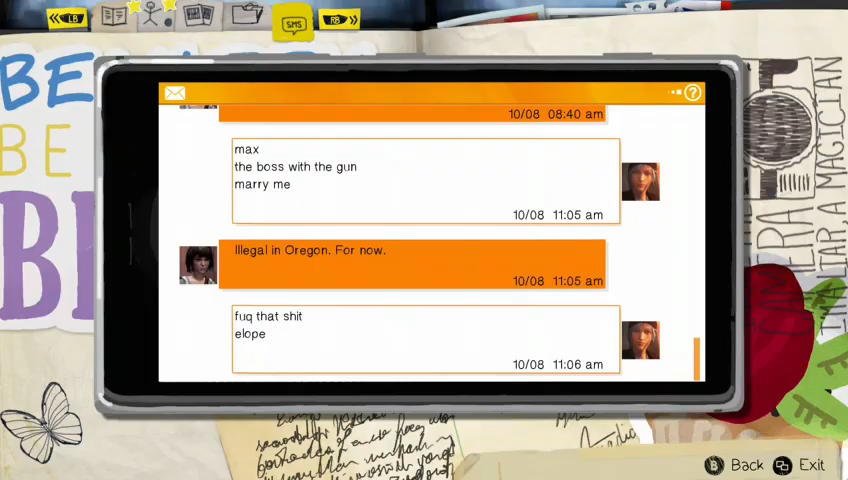 LB
SMS
RB
10/08 08:40 am
max
the boss with the gun
marry me
10/08 11:05 am
Illegal in Oregon. For now.
10/08 11:05 am
fuq that shit
elope
10/08 11:06 am
BE
BE
B
CAMERA
MAGICIAN
B Back
Exit